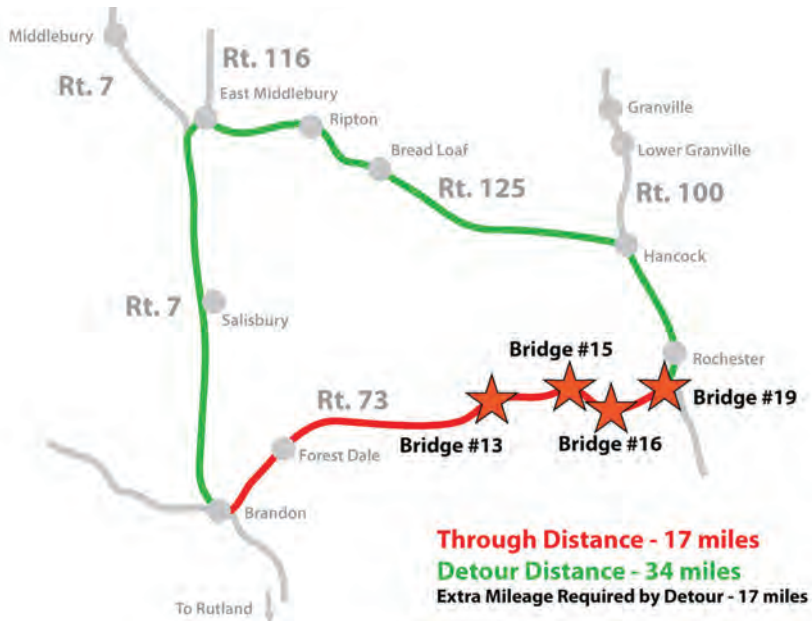 Middlebury
Rt. 7
Rt. 116
East Middlebury
Ripton
Bread Loaf
Rt. 125
Granville
Lower Granville
Rt. 100
Hancock
Rt. 7
Salisbury
Rochester
Bridge #15
Bridge #19
Rt. 73
Bridge #13
Bridge #16
Forest Dale
Brandon
Through Distance - 17 miles
Detour Distance - 34 miles
Extra Mileage Required by Detour - 17 miles
To Rutland